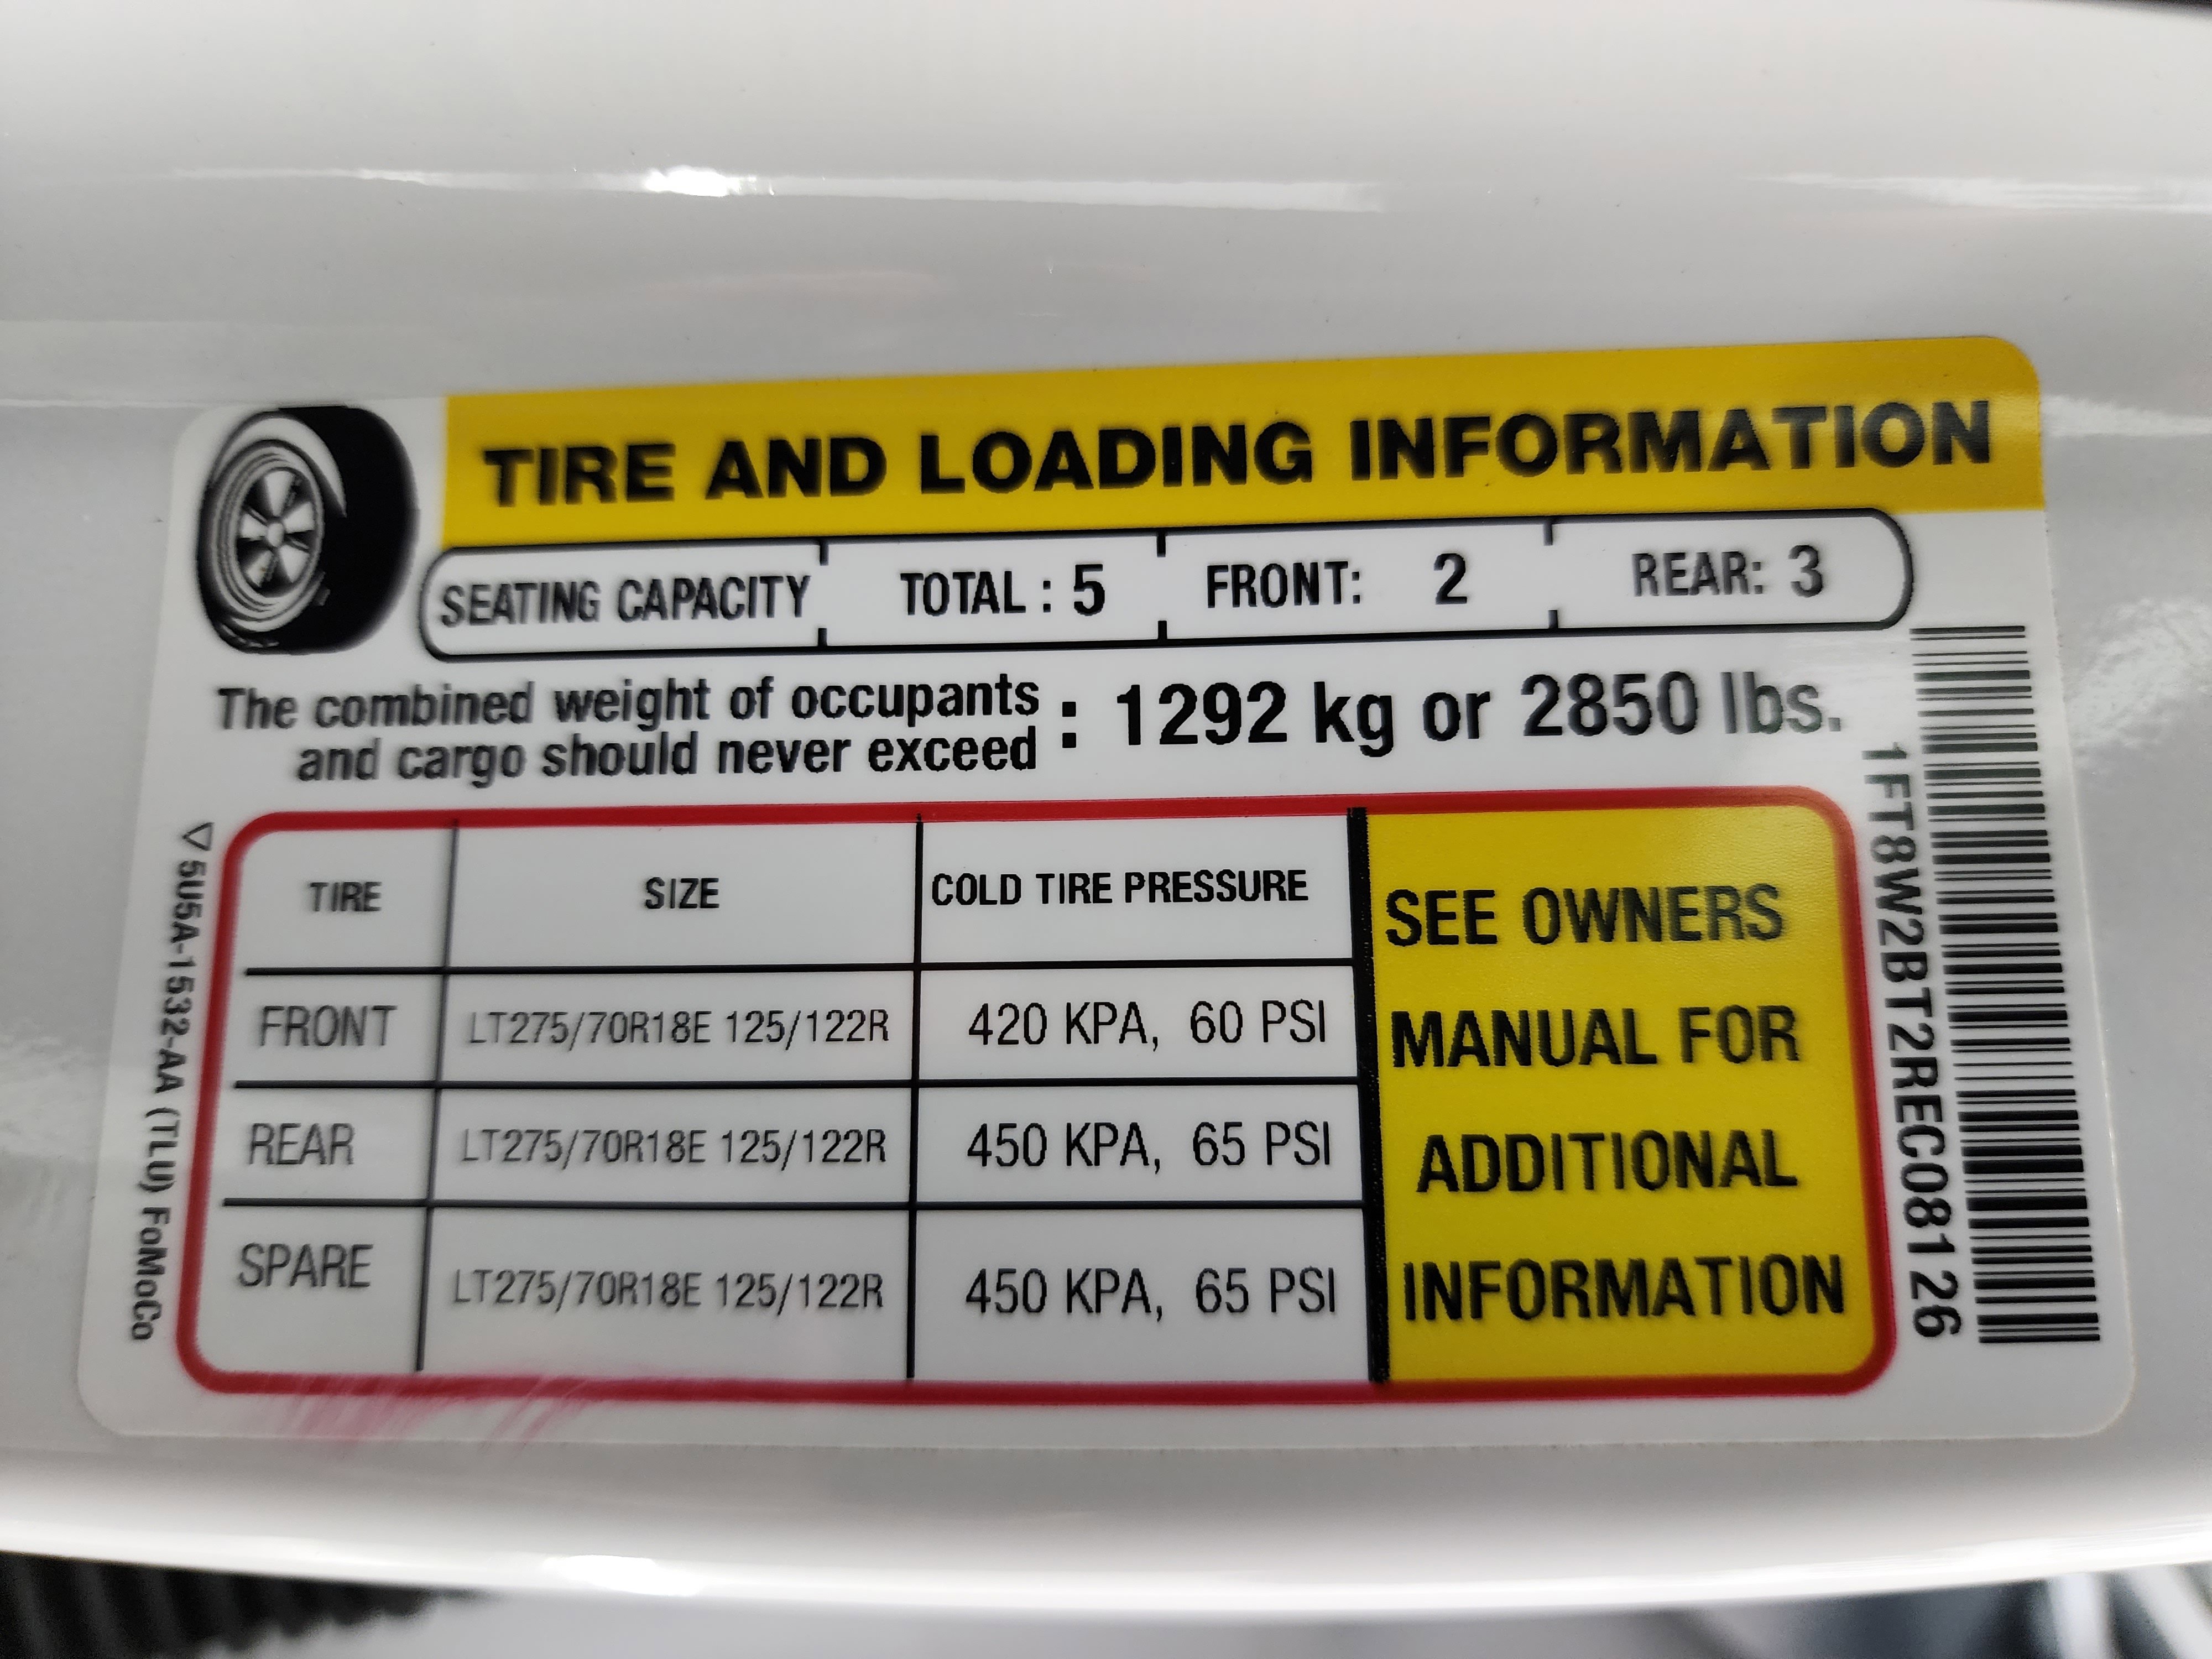 TIRE AND LOADING INFORMATION
SEATING CAPACITY TOTAL : 5 FRONT: 2 REAR: 3
The combined weight of occupants
and cargo should never exceed : 1292 kg or 2850 lbs.
TIRE SIZE COLD TIRE PRESSURE
FRONT LT275/70R18E 125/122R 420 KPA, 60 PSI
REAR LT275/70R18E 125/122R 450 KPA, 65 PSI
SPARE LT275/70R18E 125/122R 450 KPA, 65 PSI
SEE OWNERS
MANUAL FOR
ADDITIONAL
INFORMATION
5U5A-1532-AA (TLU) FoMoCo
1FT8W2BT2REC08126